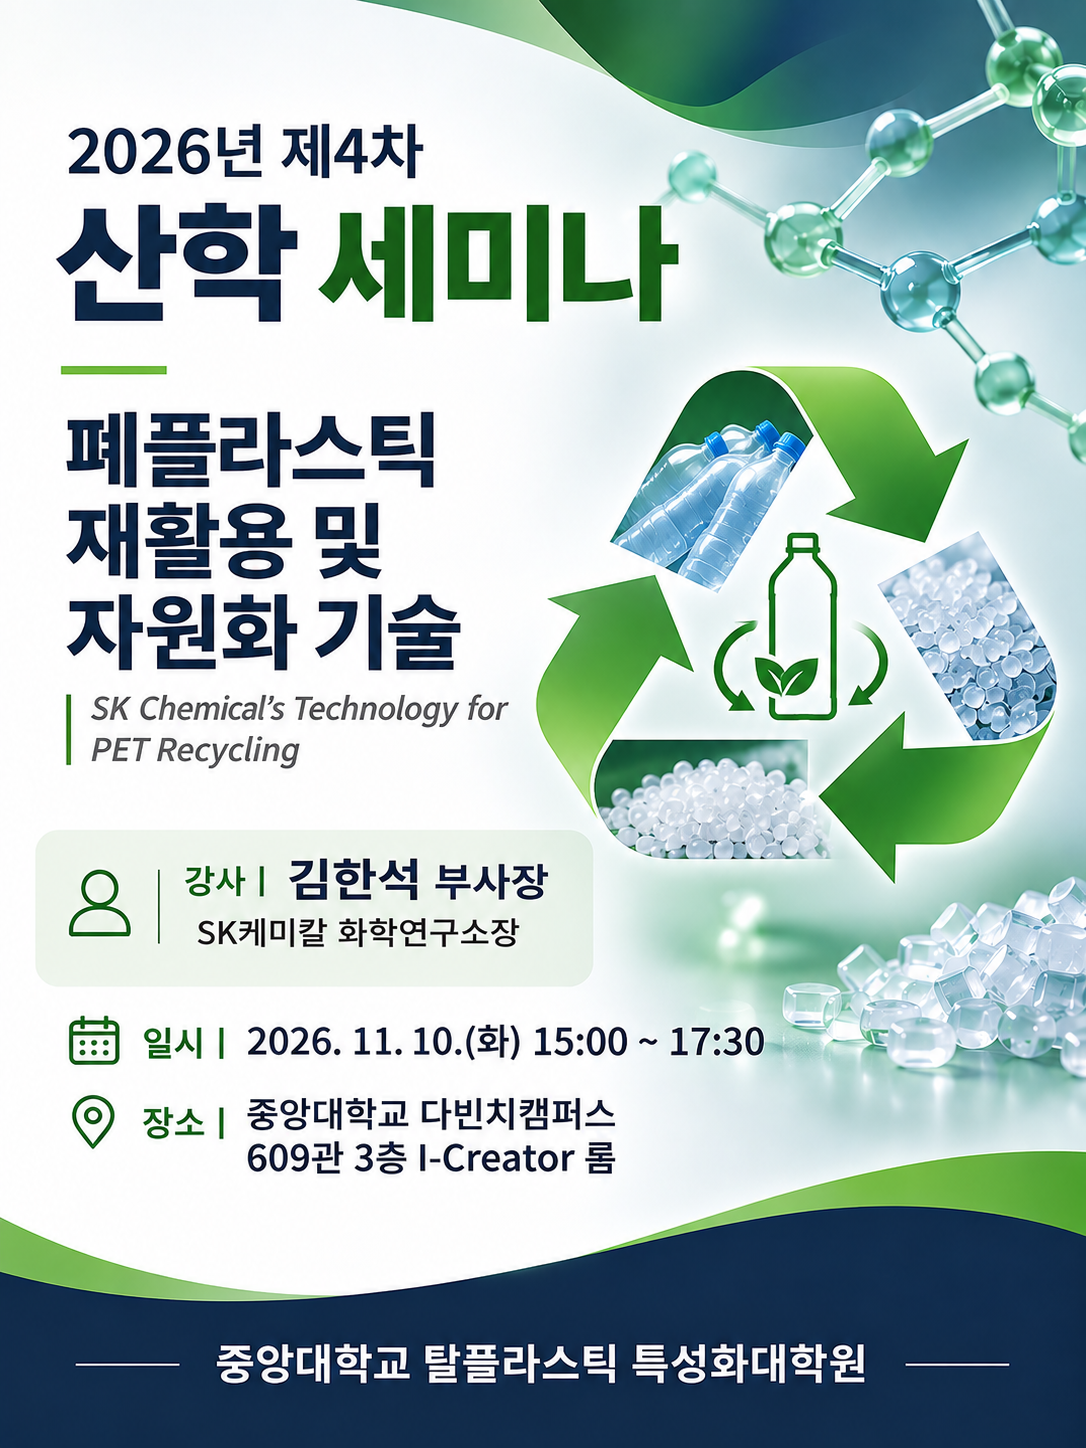 2026년 제4차
산학 세미나
폐플라스틱
재활용 및
자원화 기술
SK Chemical's Technology for
PET Recycling
강사 | 김한석 부사장
SK케미칼 화학연구소장
일시 | 2026. 11. 10.(화) 15:00 ~ 17:30
장소 | 중앙대학교 다빈치캠퍼스
609관 3층 I-Creator 룸
중앙대학교 탈플라스틱 특성화대학원